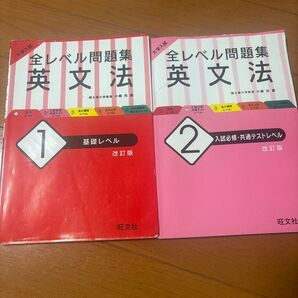 大学入試
全レベル問題集
英文法
1
基礎レベル
改訂版
旺文社
大学入試
全レベル問題集
英文法
2
入試必修・共通テストレベル
改訂版
旺文社